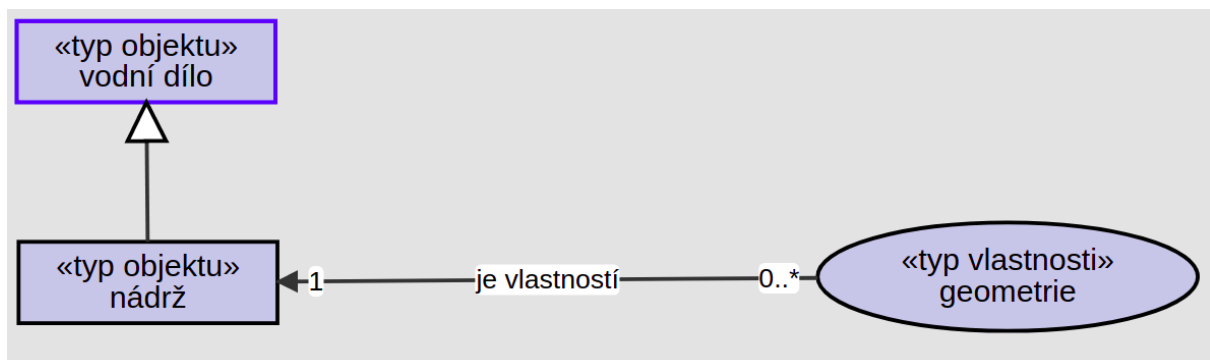 «typ objektu»
vodní dílo
«typ objektu»
nádrž
1
je vlastností
0..*
«typ vlastnosti»
geometrie